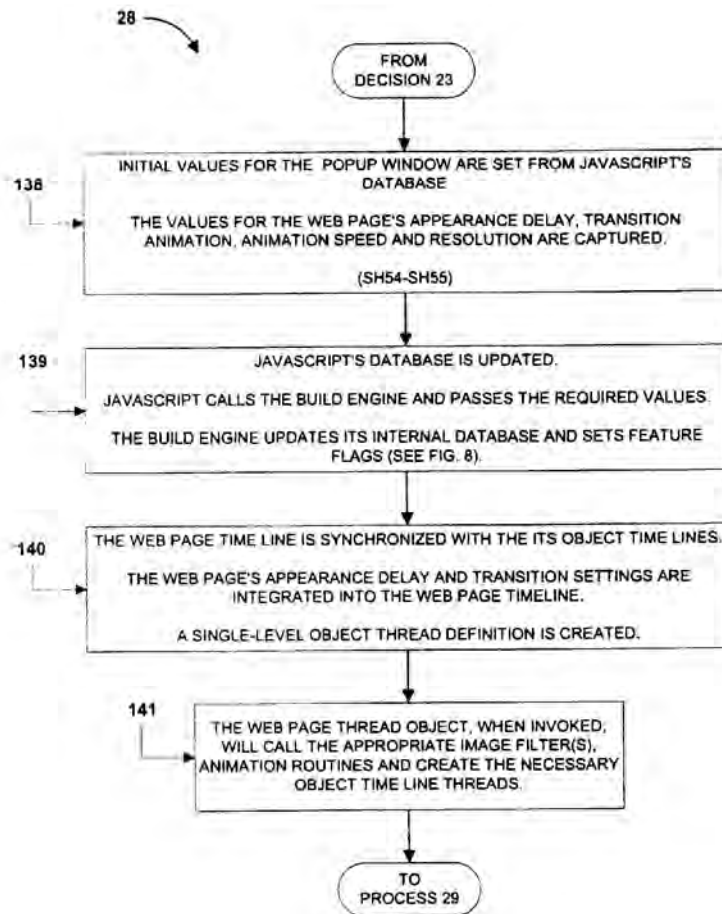 28
FROM
DECISION 23
138
INITIAL VALUES FOR THE POPUP WINDOW ARE SET FROM JAVASCRIPT'S
DATABASE
THE VALUES FOR THE WEB PAGE'S APPEARANCE DELAY, TRANSITION
ANIMATION, ANIMATION SPEED AND RESOLUTION ARE CAPTURED.
(SH54-SH55)
139
JAVASCRIPT'S DATABASE IS UPDATED.
JAVASCRIPT CALLS THE BUILD ENGINE AND PASSES THE REQUIRED VALUES.
THE BUILD ENGINE UPDATES ITS INTERNAL DATABASE AND SETS FEATURE
FLAGS (SEE FIG. 8).
140
THE WEB PAGE TIME LINE IS SYNCHRONIZED WITH THE ITS OBJECT TIME LINES.
THE WEB PAGE'S APPEARANCE DELAY AND TRANSITION SETTINGS ARE
INTEGRATED INTO THE WEB PAGE TIMELINE.
A SINGLE-LEVEL OBJECT THREAD DEFINITION IS CREATED.
141
THE WEB PAGE THREAD OBJECT, WHEN INVOKED,
WILL CALL THE APPROPRIATE IMAGE FILTER(S),
ANIMATION ROUTINES AND CREATE THE NECESSARY
OBJECT TIME LINE THREADS.
TO
PROCESS 29